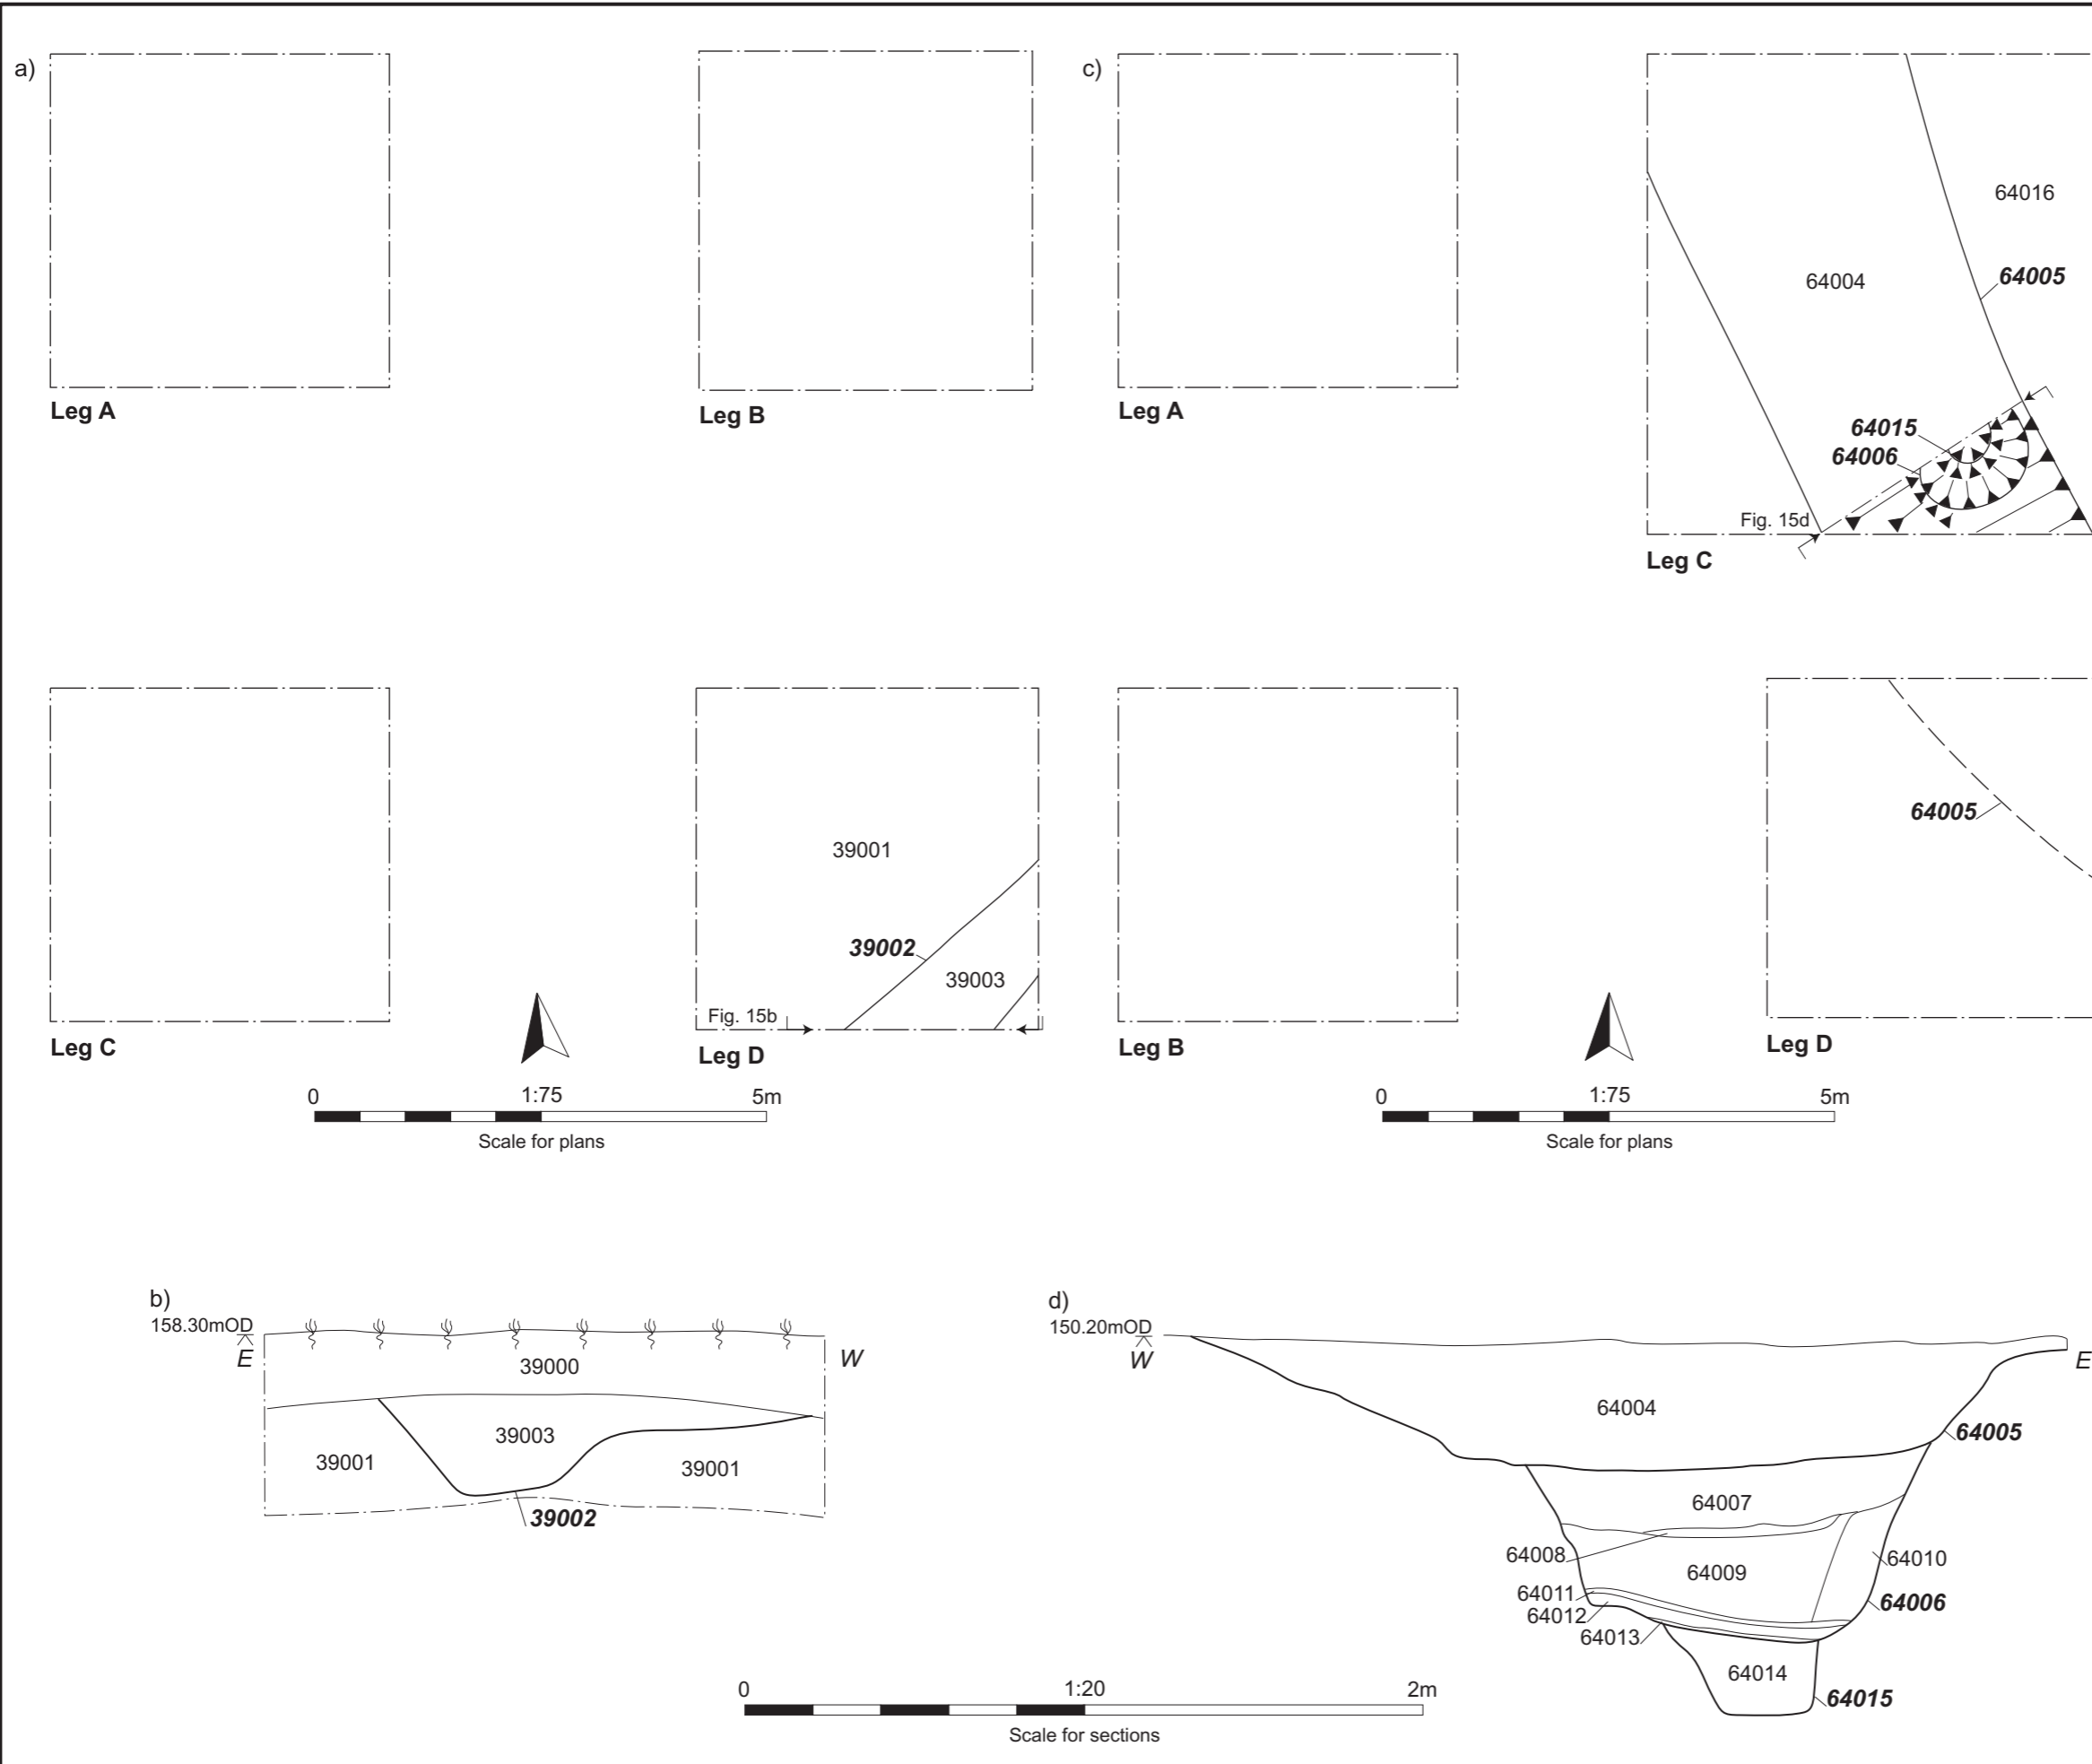 a)
Leg A
Leg B
Leg C
39001
39002
39003
Fig. 15b
Leg D
0 1:75 5m
Scale for plans
c)
Leg A
64016
64004
64005
64015
64006
Fig. 15d
Leg C
Leg B
64005
Leg D
0 1:75 5m
Scale for plans
b)
158.30mOD
E
W
39000
39003
39001
39001
39002
d)
150.20mOD
W
E
64004
64005
64007
64008
64010
64009
64011
64006
64012
64013
64014
64015
0 1:20 2m
Scale for sections